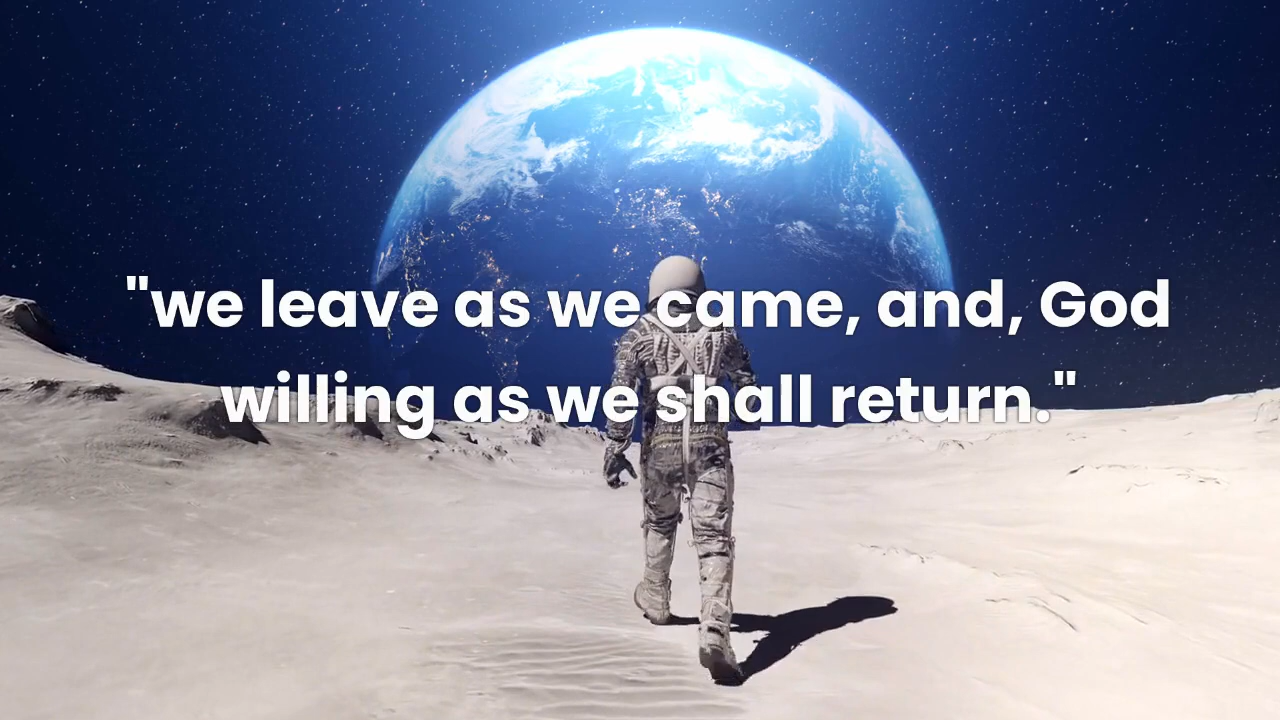 "we leave as we came, and, God
willing as we shall return."